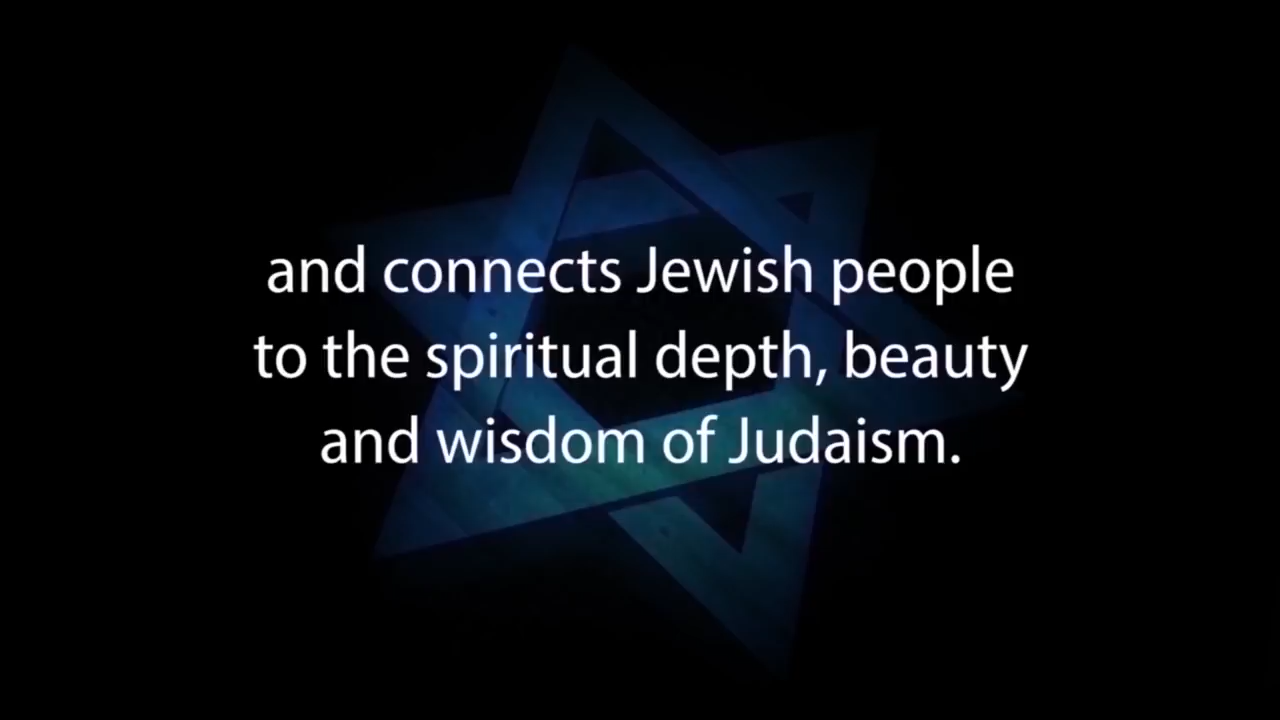 and connects Jewish people
to the spiritual depth, beauty
and wisdom of Judaism.